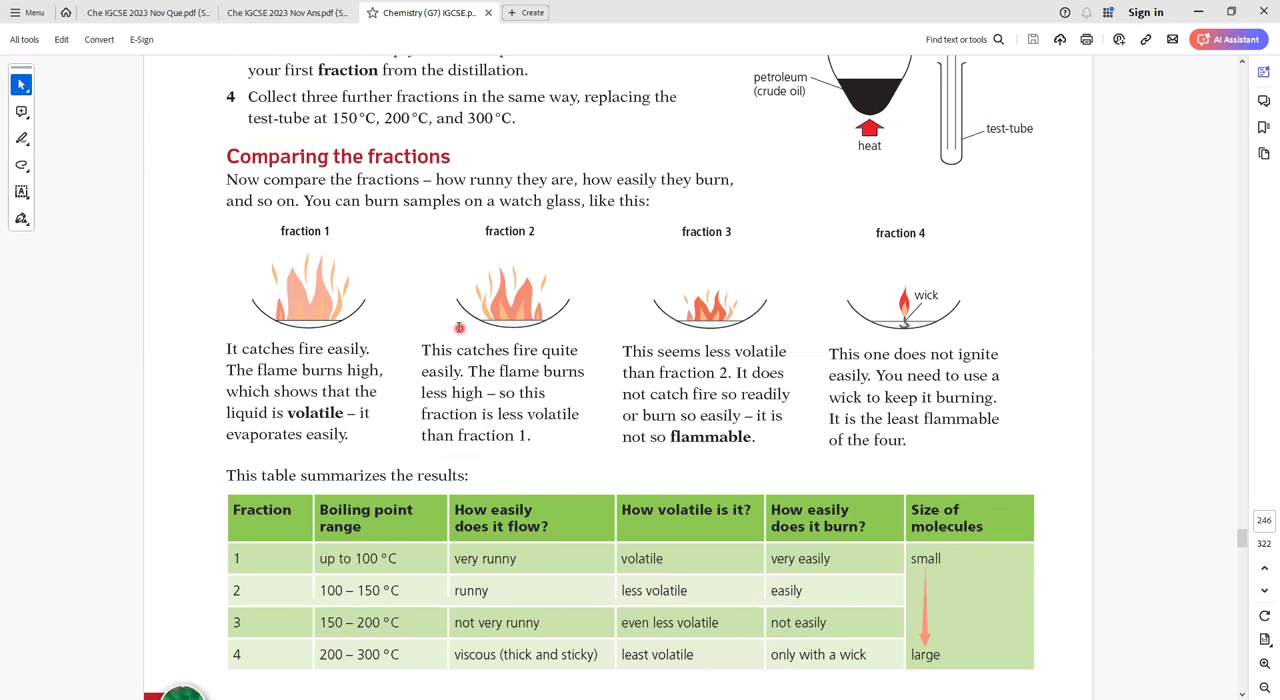 Menu
Che IGCSE 2023 Nov Que.pdf (S...
Che IGCSE 2023 Nov Ans.pdf (S...
Chemistry (G7) IGCSE.p...
Create
Sign in
All tools
Edit
Convert
E-Sign
Find text or tools
AI Assistant
your first fraction from the distillation.
4 Collect three further fractions in the same way, replacing the
test-tube at 150 °C, 200 °C, and 300 °C.
petroleum
(crude oil)
heat
test-tube
Comparing the fractions
Now compare the fractions – how runny they are, how easily they burn,
and so on. You can burn samples on a watch glass, like this:
fraction 1
fraction 2
fraction 3
fraction 4
wick
It catches fire easily.
The flame burns high,
which shows that the
liquid is volatile – it
evaporates easily.
This catches fire quite
easily. The flame burns
less high – so this
fraction is less volatile
than fraction 1.
This seems less volatile
than fraction 2. It does
not catch fire so readily
or burn so easily – it is
not so flammable.
This one does not ignite
easily. You need to use a
wick to keep it burning.
It is the least flammable
of the four.
This table summarizes the results:
Fraction
Boiling point
range
How easily
does it flow?
How volatile is it?
How easily
does it burn?
Size of
molecules
1
up to 100 °C
very runny
volatile
very easily
small
2
100 – 150 °C
runny
less volatile
easily
3
150 – 200 °C
not very runny
even less volatile
not easily
4
200 – 300 °C
viscous (thick and sticky)
least volatile
only with a wick
large
246
322